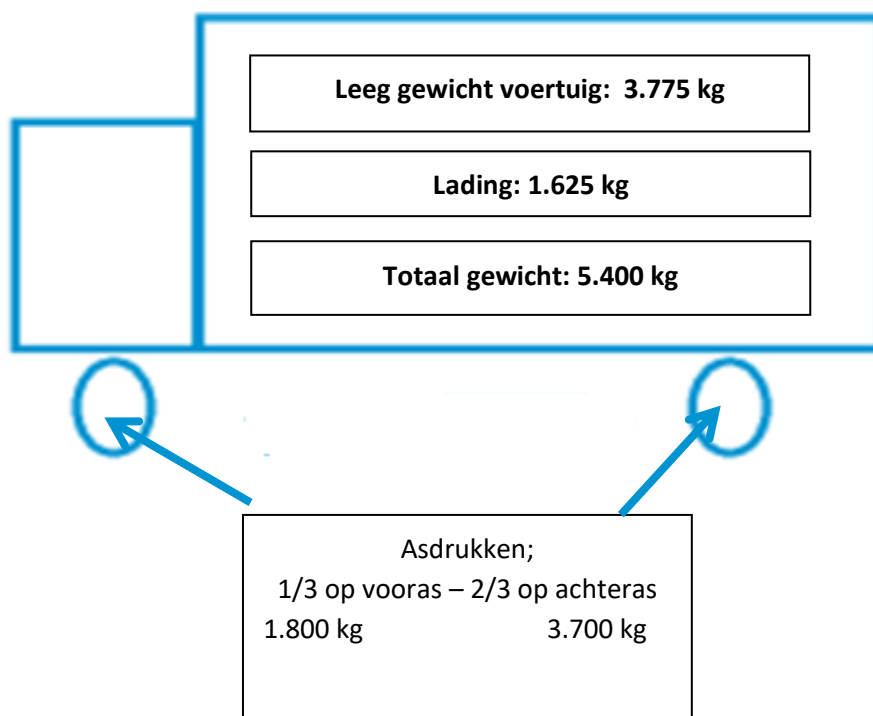 Leeg gewicht voertuig: 3.775 kg
Lading: 1.625 kg
Totaal gewicht: 5.400 kg
Asdrukken;
1/3 op vooras – 2/3 op achteras
1.800 kg 3.700 kg